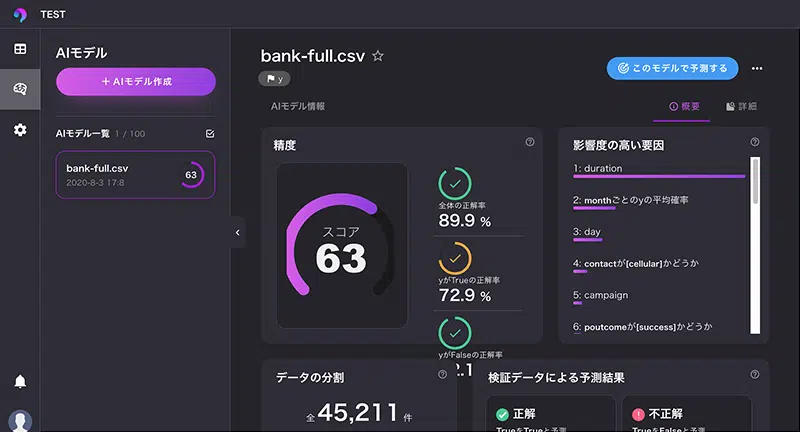 TEST
AIモデル
＋ AIモデル作成
AIモデル一覧 1 / 100
bank-full.csv
2020-8-3 17:8
63
bank-full.csv
y
このモデルで予測する
AIモデル情報
概要
詳細
精度
スコア
63
全体の正解率
89.9 %
yがTrueの正解率
72.9 %
yがFalseの正解率
2.1
影響度の高い要因
1: duration
2: monthごとのyの平均確率
3: day
4: contactが[cellular]かどうか
5: campaign
6: poutcomeが[success]かどうか
データの分割
全 45,211 件
検証データによる予測結果
正解
TrueをTrueと予測
不正解
TrueをFalseと予測